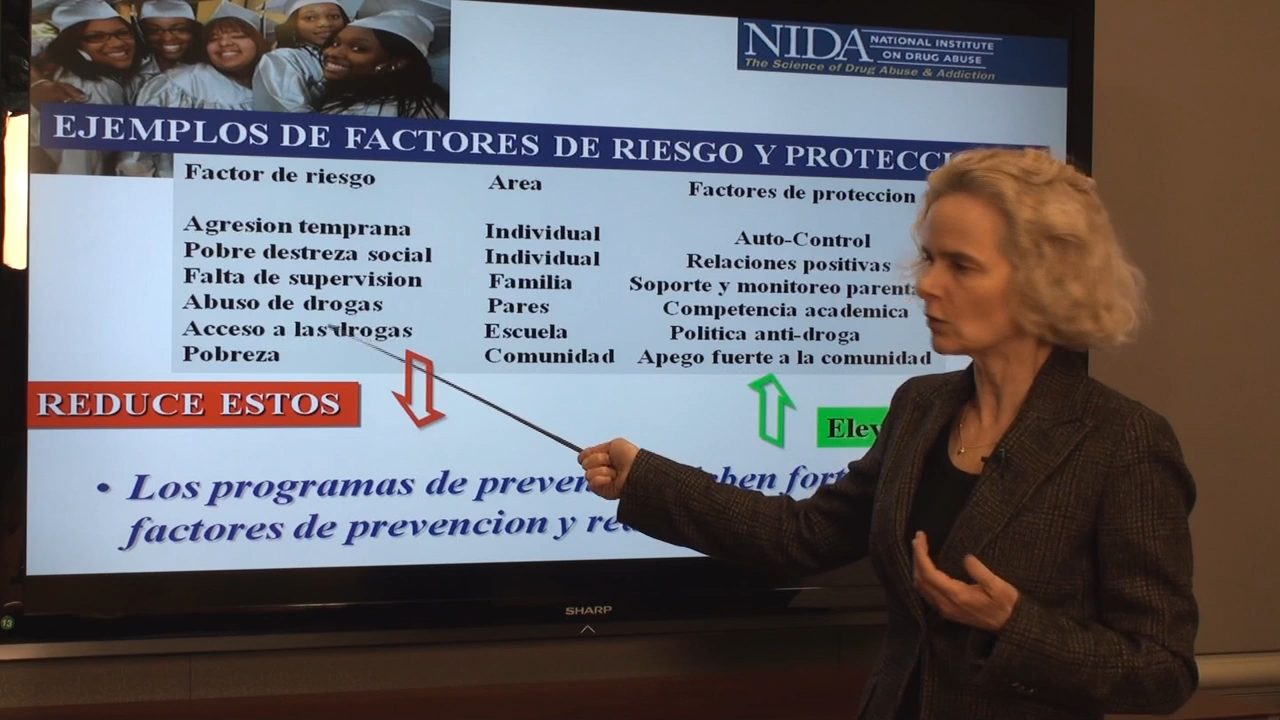 NIDA NATIONAL INSTITUTE
ON DRUG ABUSE
The Science of Drug Abuse & Addiction
EJEMPLOS DE FACTORES DE RIESGO Y PROTECCI
Factor de riesgo Area Factores de proteccion
Agresion temprana Individual Auto-Control
Pobre destreza social Individual Relaciones positivas
Falta de supervision Familia Soporte y monitoreo parenta
Abuso de drogas Pares Competencia academica
Acceso a las drogas Escuela Politica anti-droga
Pobreza Comunidad Apego fuerte a la comunidad
REDUCE ESTOS
Elev
• Los programas de preven ben fort
factores de prevencion y re
SHARP
13